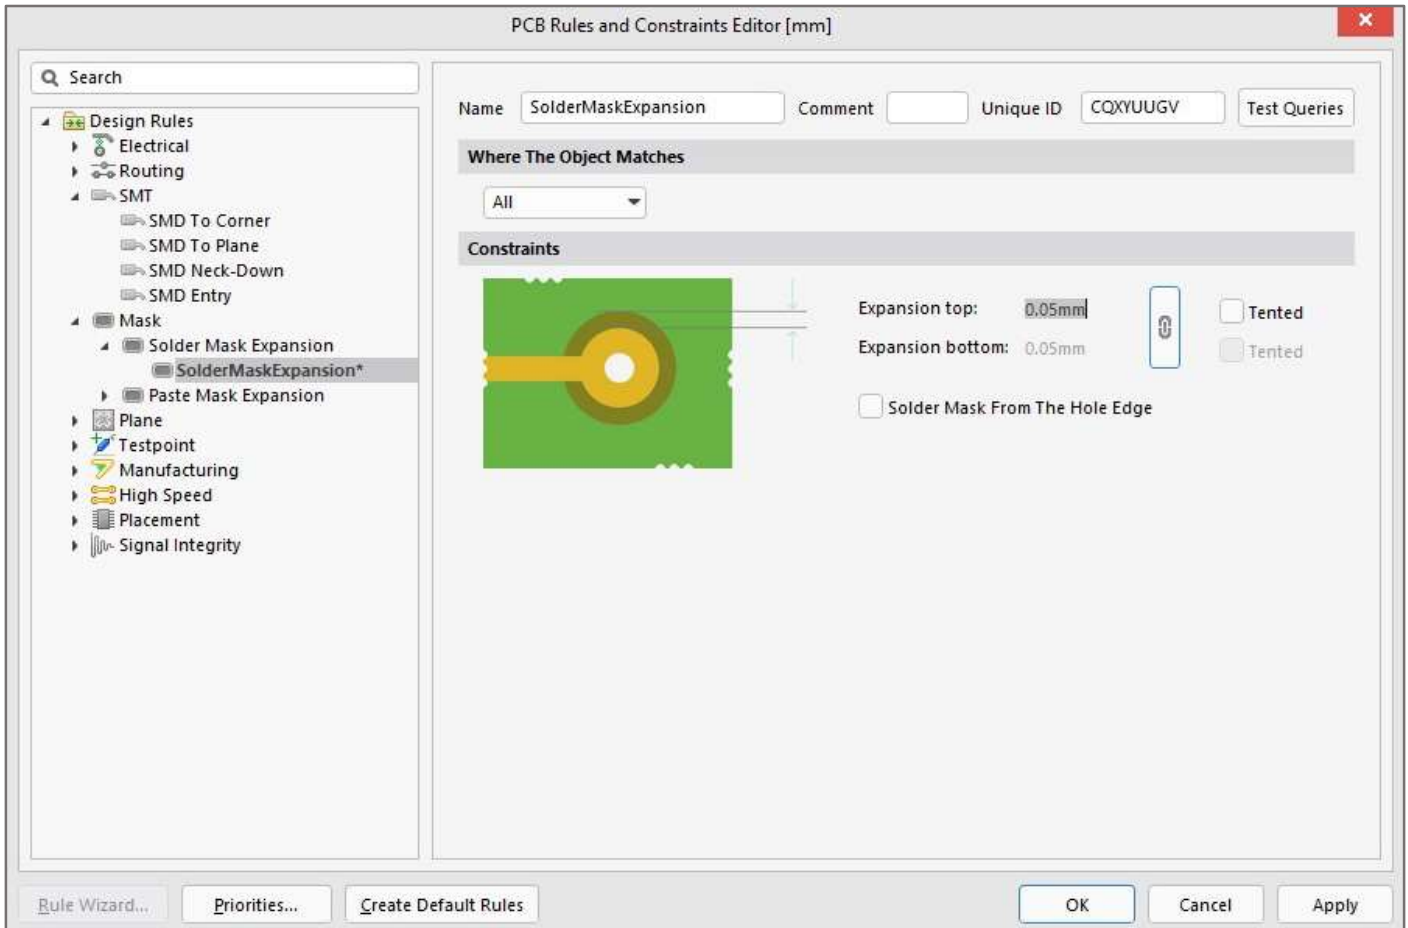 PCB Rules and Constraints Editor [mm]
Search
Design Rules
Electrical
Routing
SMT
SMD To Corner
SMD To Plane
SMD Neck-Down
SMD Entry
Mask
Solder Mask Expansion
SolderMaskExpansion*
Paste Mask Expansion
Plane
Testpoint
Manufacturing
High Speed
Placement
Signal Integrity
Name SolderMaskExpansion Comment Unique ID CQXYUUGV Test Queries
Where The Object Matches
All
Constraints
Expansion top: 0.05mm Tented
Expansion bottom: 0.05mm Tented
Solder Mask From The Hole Edge
Rule Wizard... Priorities... Create Default Rules OK Cancel Apply